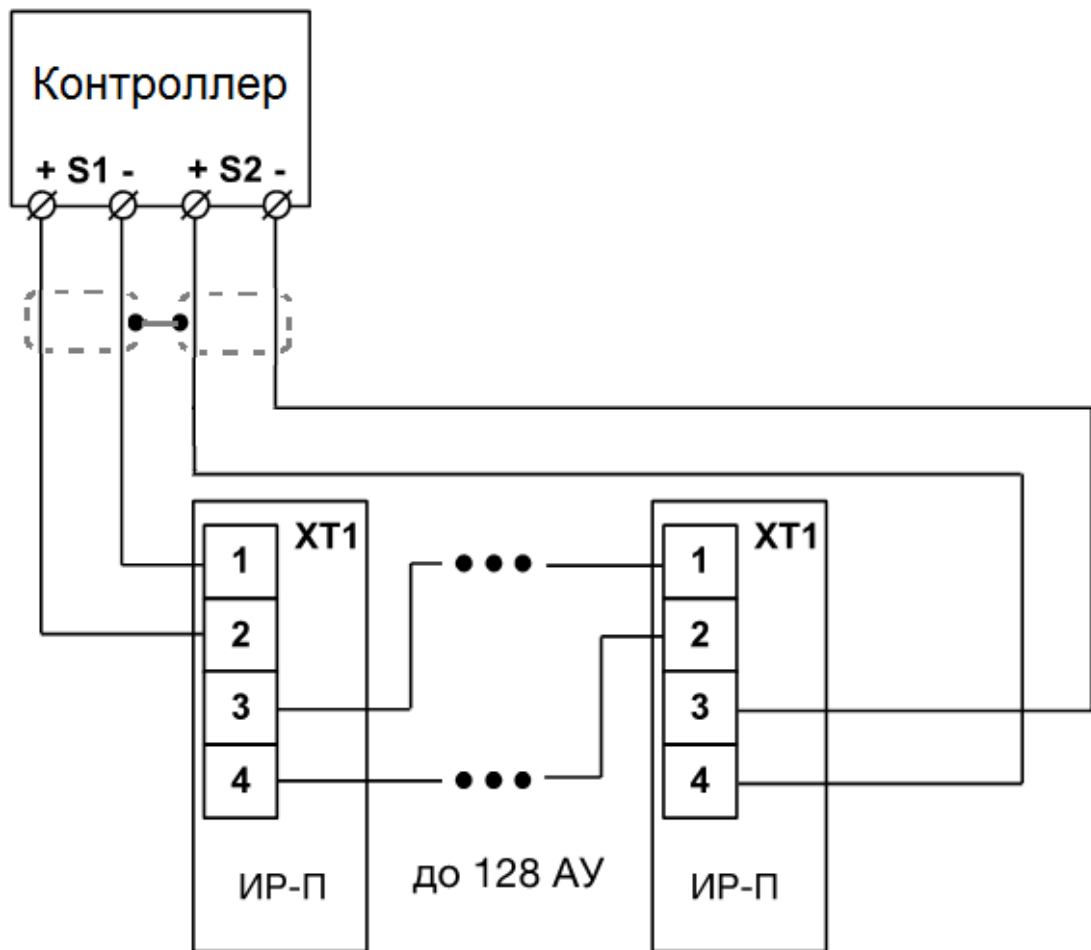 Контроллер
+ S1 - + S2 -
XT1
1
2
3
4
ИР-П
до 128 АУ
XT1
1
2
3
4
ИР-П